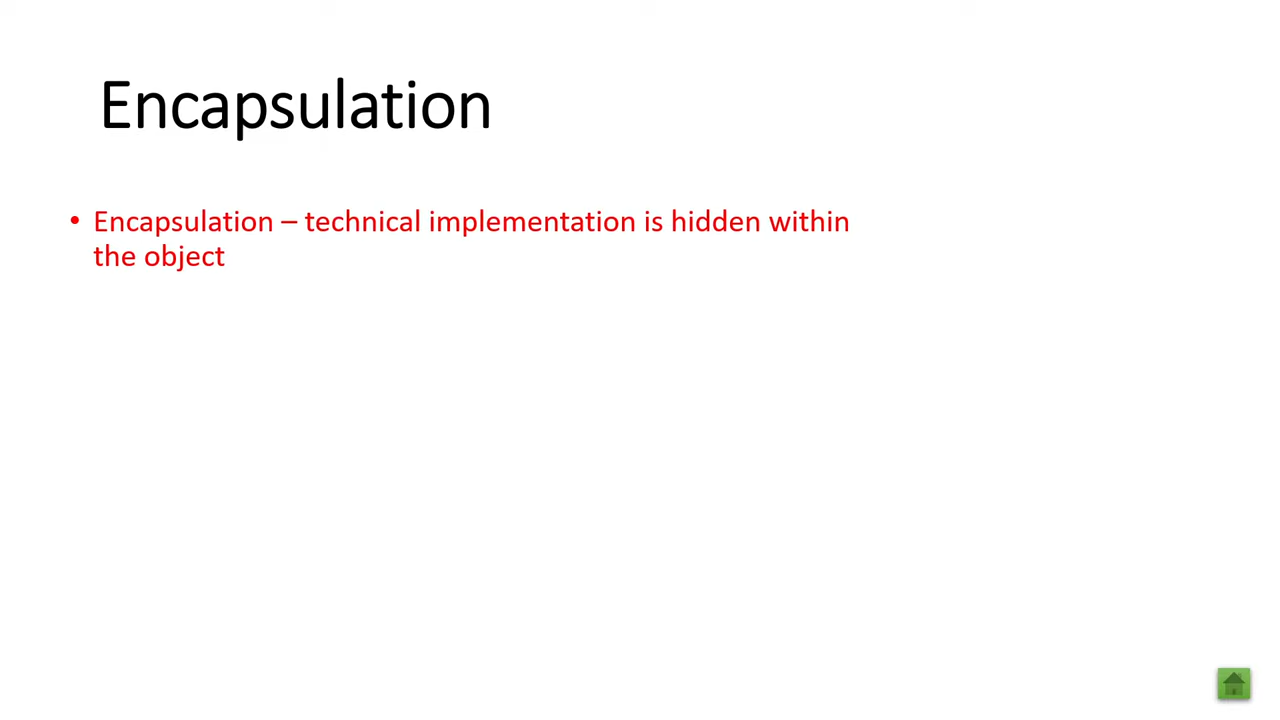 Encapsulation
• Encapsulation – technical implementation is hidden within
the object